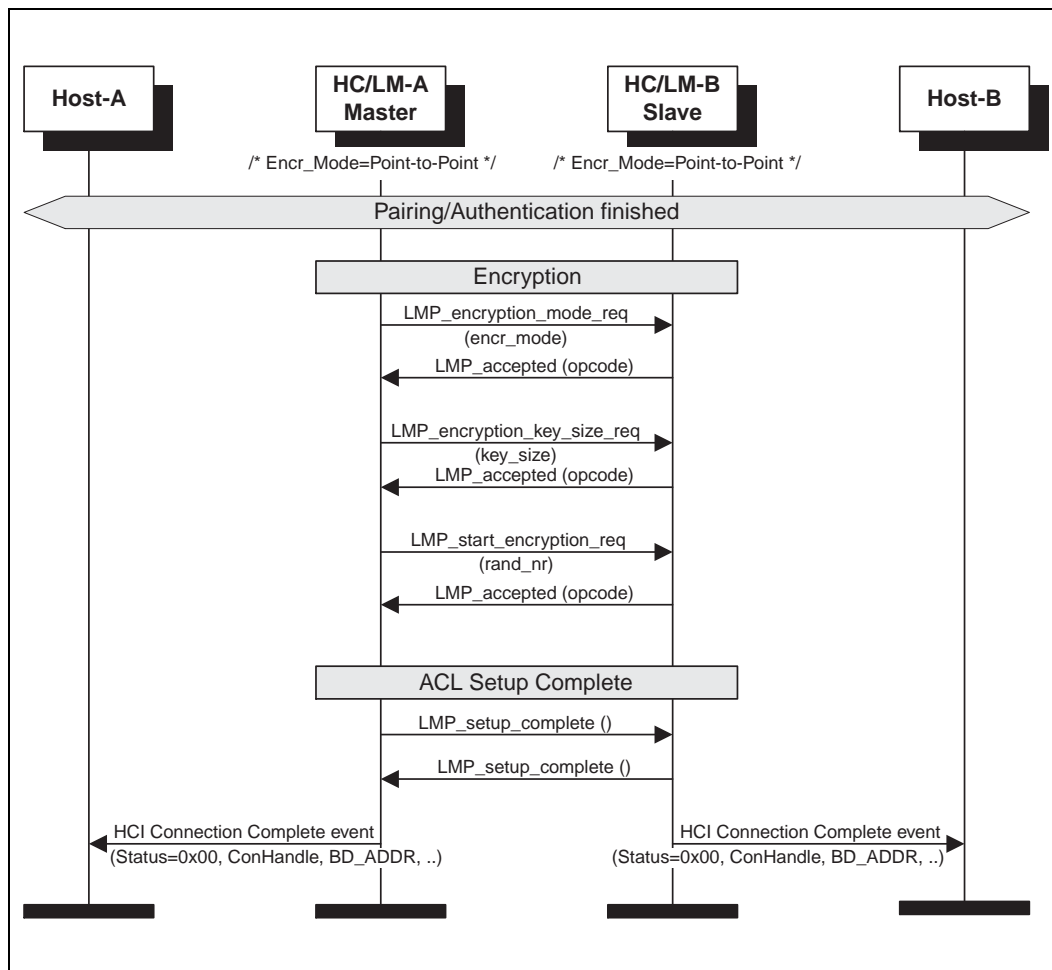 Host-A
HC/LM-A
Master
HC/LM-B
Slave
Host-B
/* Encr_Mode=Point-to-Point */
/* Encr_Mode=Point-to-Point */
Pairing/Authentication finished
Encryption
LMP_encryption_mode_req
(encr_mode)
LMP_accepted (opcode)
LMP_encryption_key_size_req
(key_size)
LMP_accepted (opcode)
LMP_start_encryption_req
(rand_nr)
LMP_accepted (opcode)
ACL Setup Complete
LMP_setup_complete ()
LMP_setup_complete ()
HCI Connection Complete event
(Status=0x00, ConHandle, BD_ADDR, ..)
HCI Connection Complete event
(Status=0x00, ConHandle, BD_ADDR, ..)